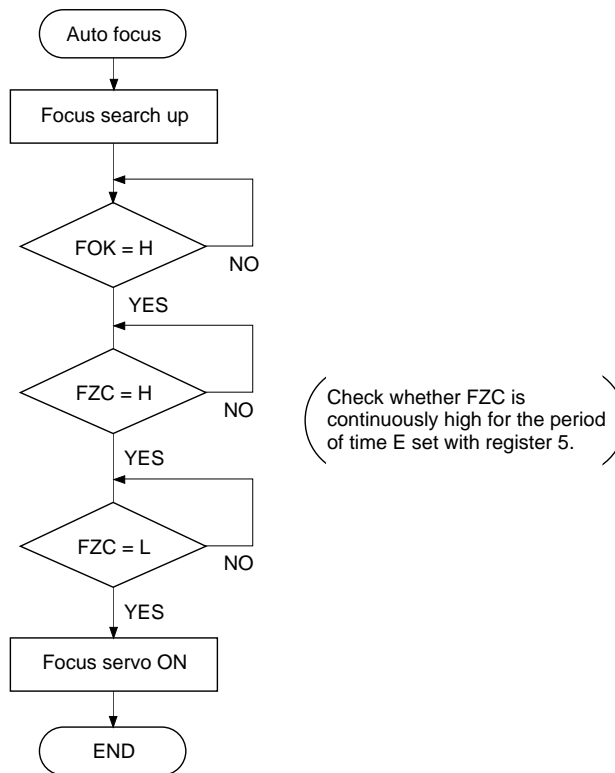 Auto focus
Focus search up
FOK = H
NO
YES
FZC = H
NO
Check whether FZC is
continuously high for the period
of time E set with register 5.
YES
FZC = L
NO
YES
Focus servo ON
END